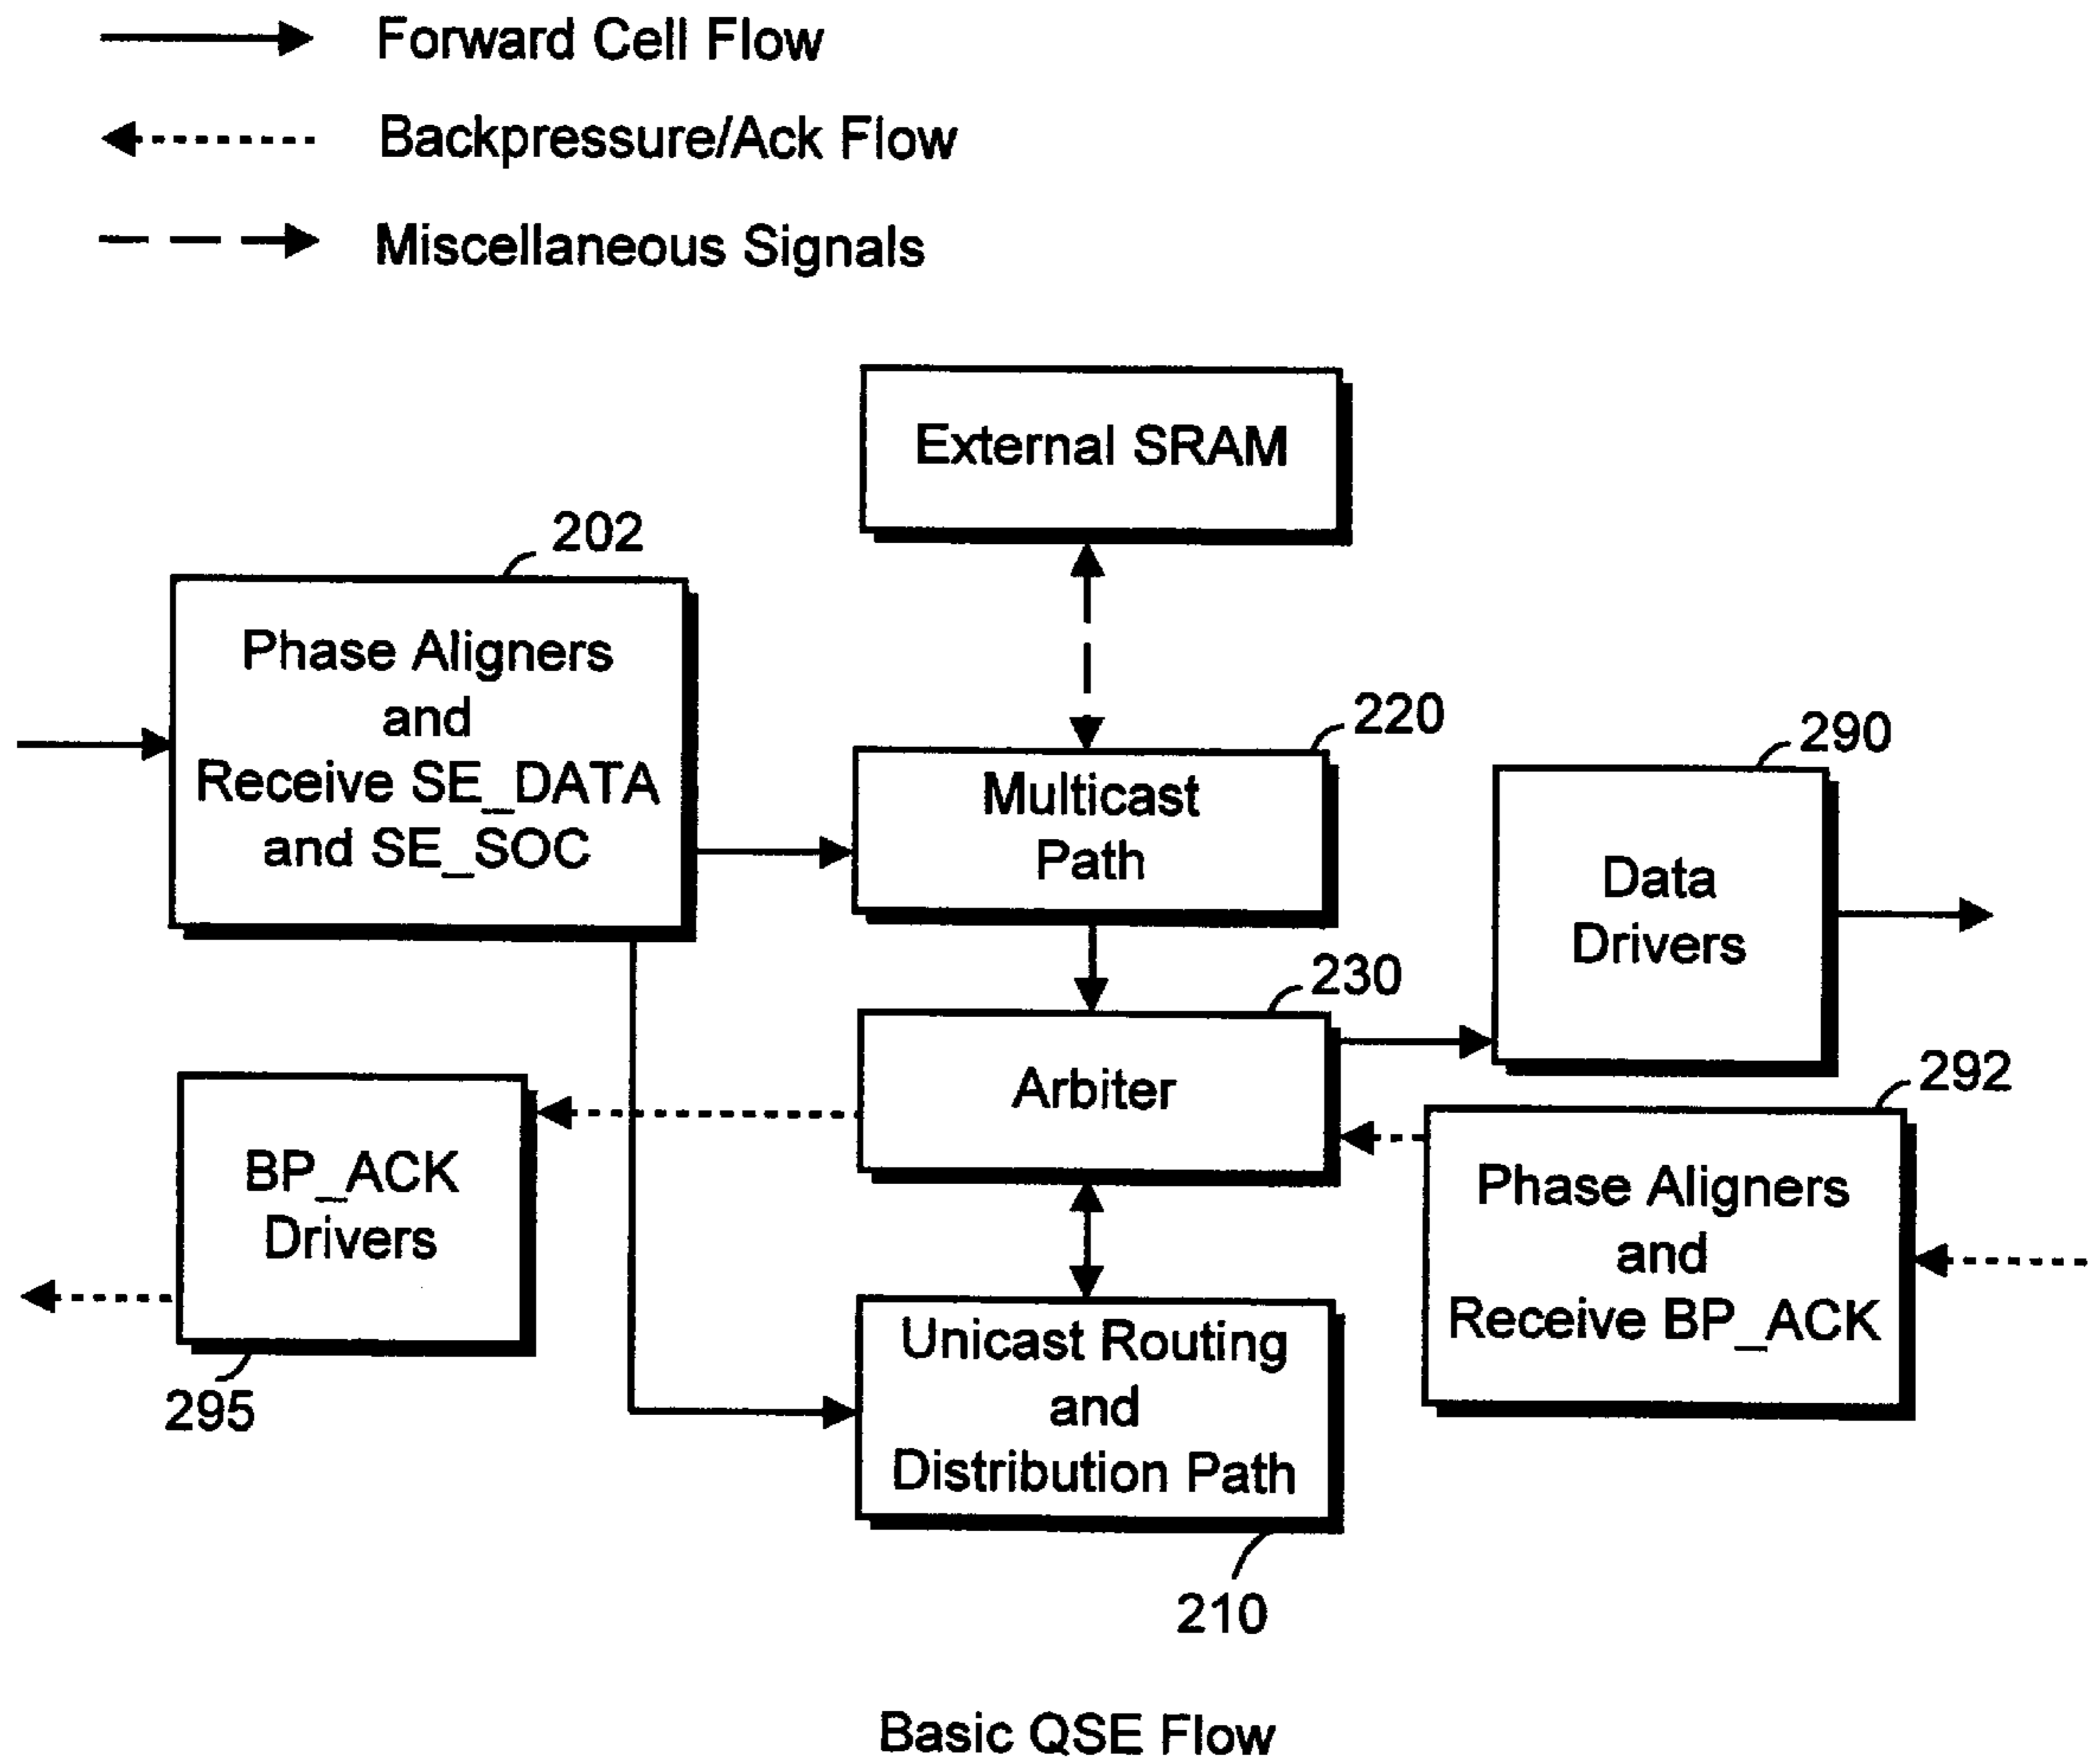 Forward Cell Flow
Backpressure/Ack Flow
Miscellaneous Signals
External SRAM
202
Phase Aligners
and
Receive SE_DATA
and SE_SOC
220
Multicast
Path
290
Data
Drivers
230
Arbiter
292
Phase Aligners
and
Receive BP_ACK
BP_ACK
Drivers
295
Unicast Routing
and
Distribution Path
210
Basic QSE Flow